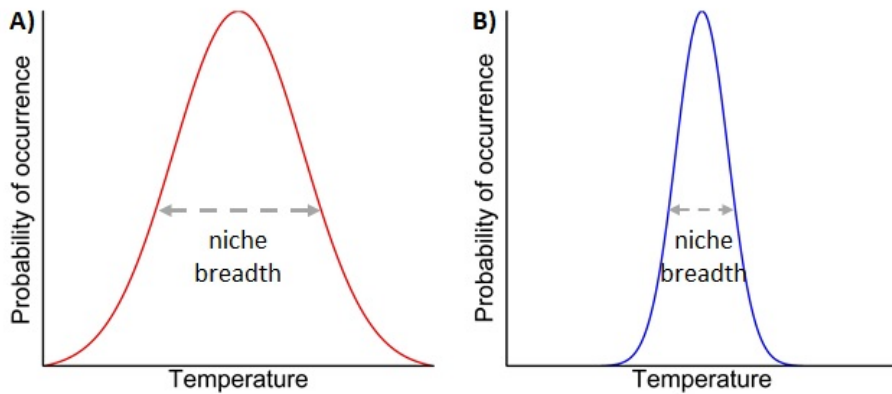 A)
Probability of occurrence
niche
breadth
Temperature
B)
Probability of occurrence
niche
breadth
Temperature